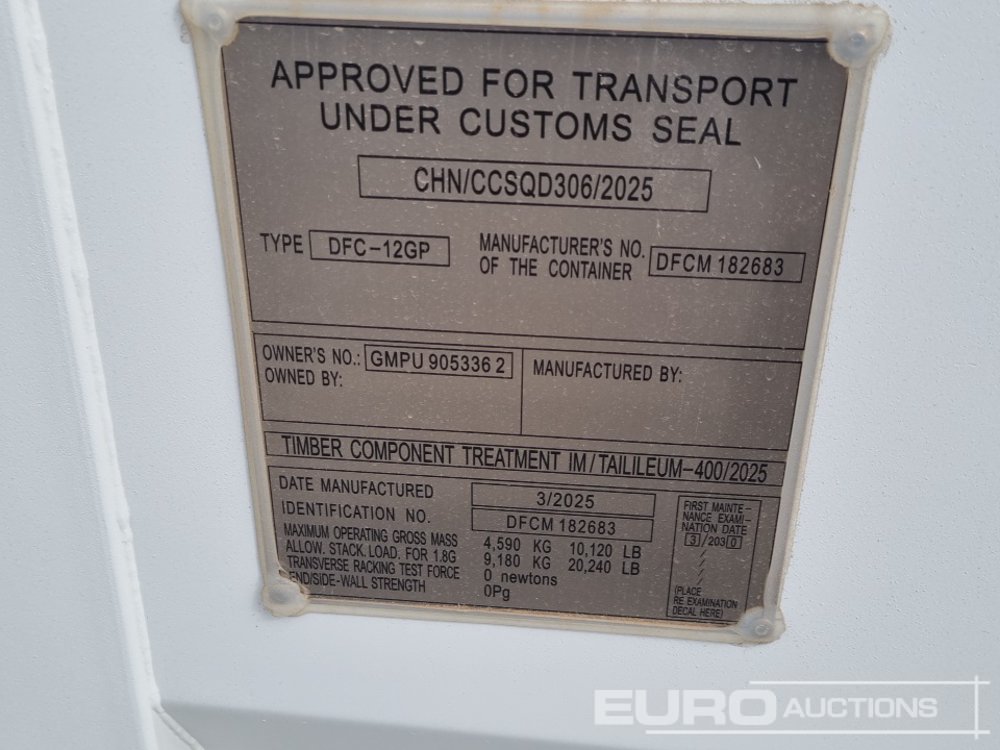 APPROVED FOR TRANSPORT
UNDER CUSTOMS SEAL
CHN/CCSQD306/2025
TYPE DFC-12GP
MANUFACTURER'S NO.
OF THE CONTAINER DFCM 182683
OWNER'S NO.: GMPU 905336 2
OWNED BY:
MANUFACTURED BY:
TIMBER COMPONENT TREATMENT IM/TAILILEUM-400/2025
DATE MANUFACTURED 3/2025
IDENTIFICATION NO. DFCM 182683
MAXIMUM OPERATING GROSS MASS 4,590 KG 10,120 LB
ALLOW. STACK. LOAD. FOR 1.8G 9,180 KG 20,240 LB
TRANSVERSE RACKING TEST FORCE 0 newtons
END/SIDE-WALL STRENGTH 0Pg
FIRST MAINTE-
NANCE EXAMI-
NATION DATE
3/2030
/
/
/
(PLACE
RE EXAMINATION
DECAL HERE)
EURO AUCTIONS